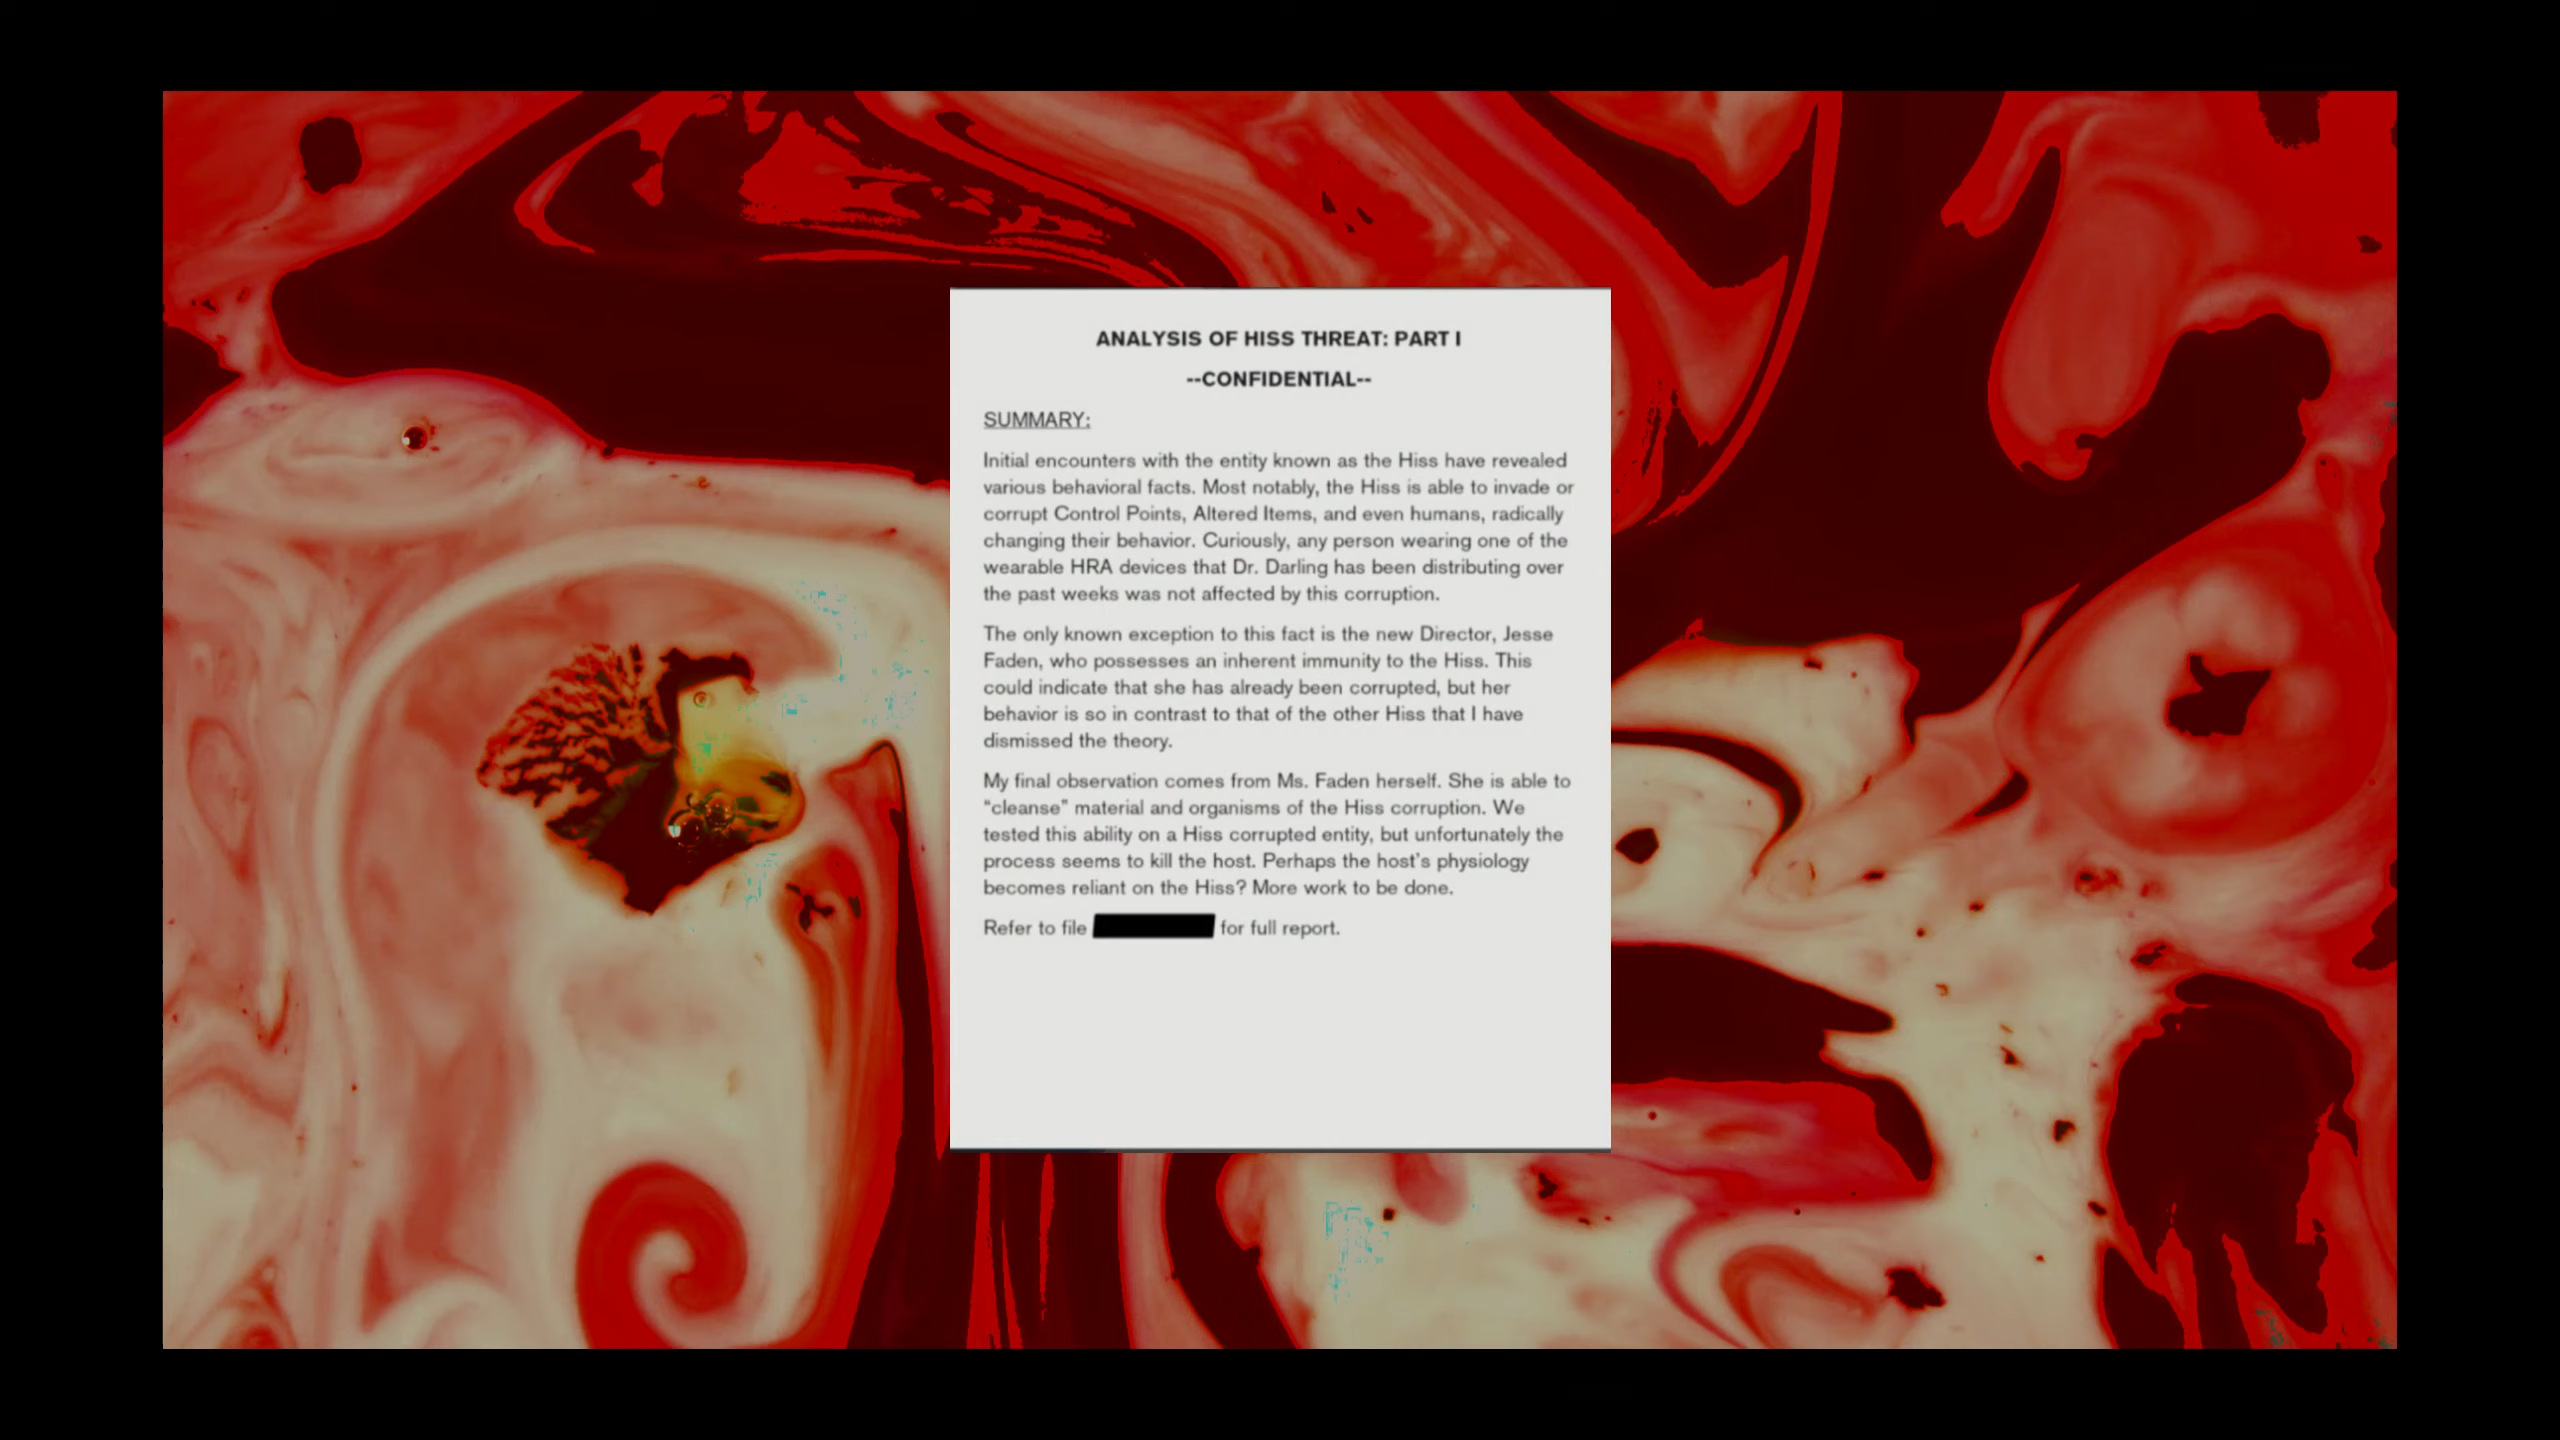 ANALYSIS OF HISS THREAT: PART I
--CONFIDENTIAL--
SUMMARY:
Initial encounters with the entity known as the Hiss have revealed
various behavioral facts. Most notably, the Hiss is able to invade or
corrupt Control Points, Altered Items, and even humans, radically
changing their behavior. Curiously, any person wearing one of the
wearable HRA devices that Dr. Darling has been distributing over
the past weeks was not affected by this corruption.
The only known exception to this fact is the new Director, Jesse
Faden, who possesses an inherent immunity to the Hiss. This
could indicate that she has already been corrupted, but her
behavior is so in contrast to that of the other Hiss that I have
dismissed the theory.
My final observation comes from Ms. Faden herself. She is able to
“cleanse” material and organisms of the Hiss corruption. We
tested this ability on a Hiss corrupted entity, but unfortunately the
process seems to kill the host. Perhaps the host’s physiology
becomes reliant on the Hiss? More work to be done.
Refer to file for full report.